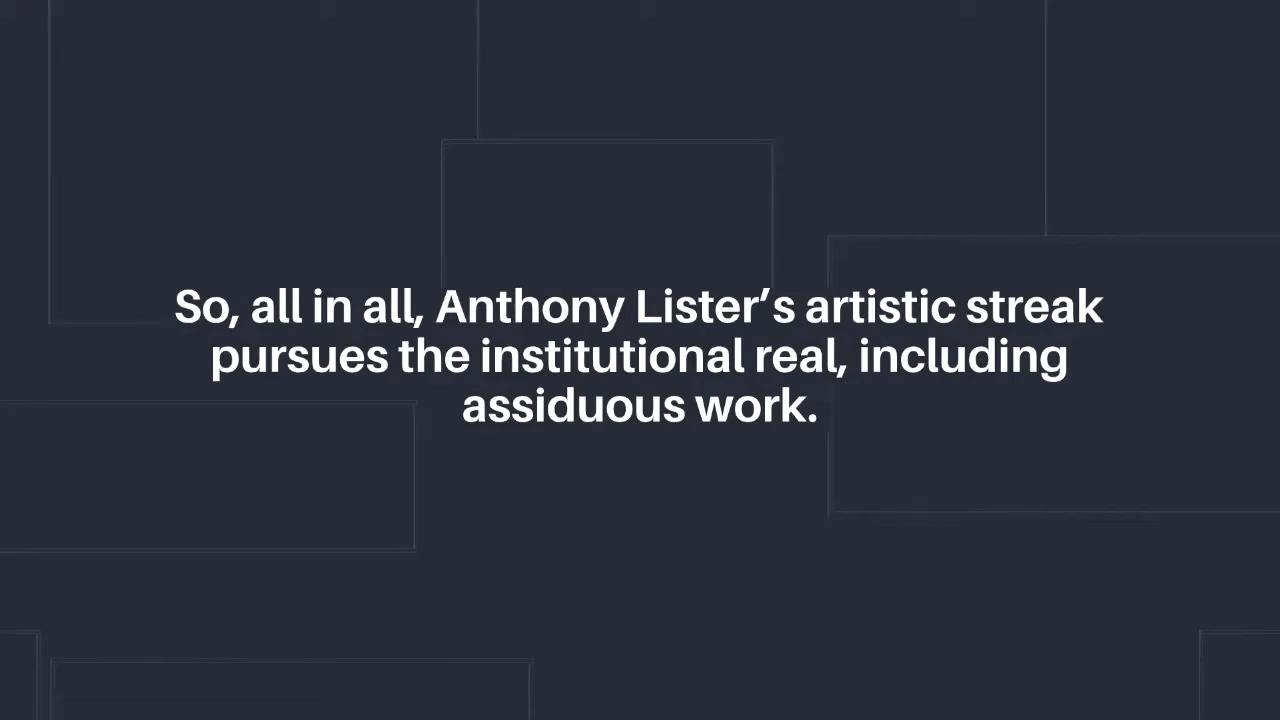 So, all in all, Anthony Lister’s artistic streak
pursues the institutional real, including
assiduous work.